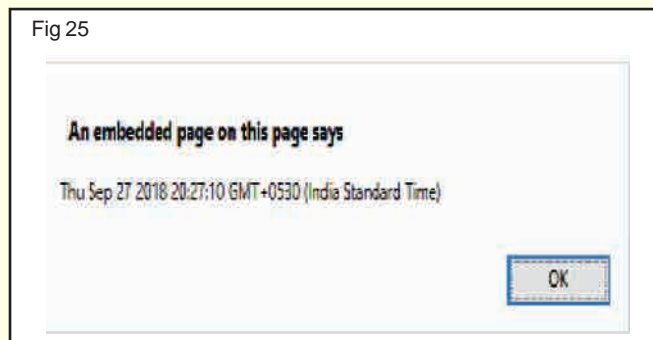 Fig 25
An embedded page on this page says
Thu Sep 27 2018 20:27:10 GMT+0530 (India Standard Time)
OK